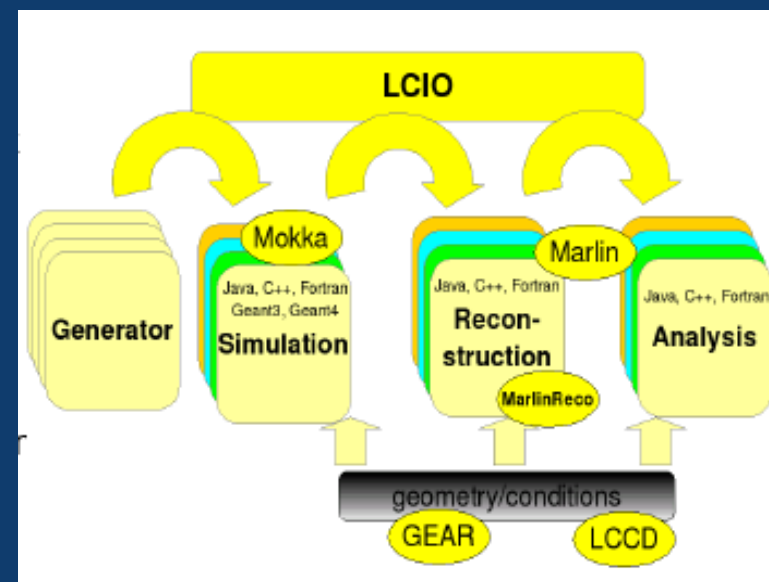 LCIO
Generator
Mokka
Java, C++, Fortran
Geant3, Geant4
Simulation
Marlin
Java, C++, Fortran
Recon-
struction
MarlinReco
Java, C++, Fortran
Analysis
geometry/conditions
GEAR
LCCD